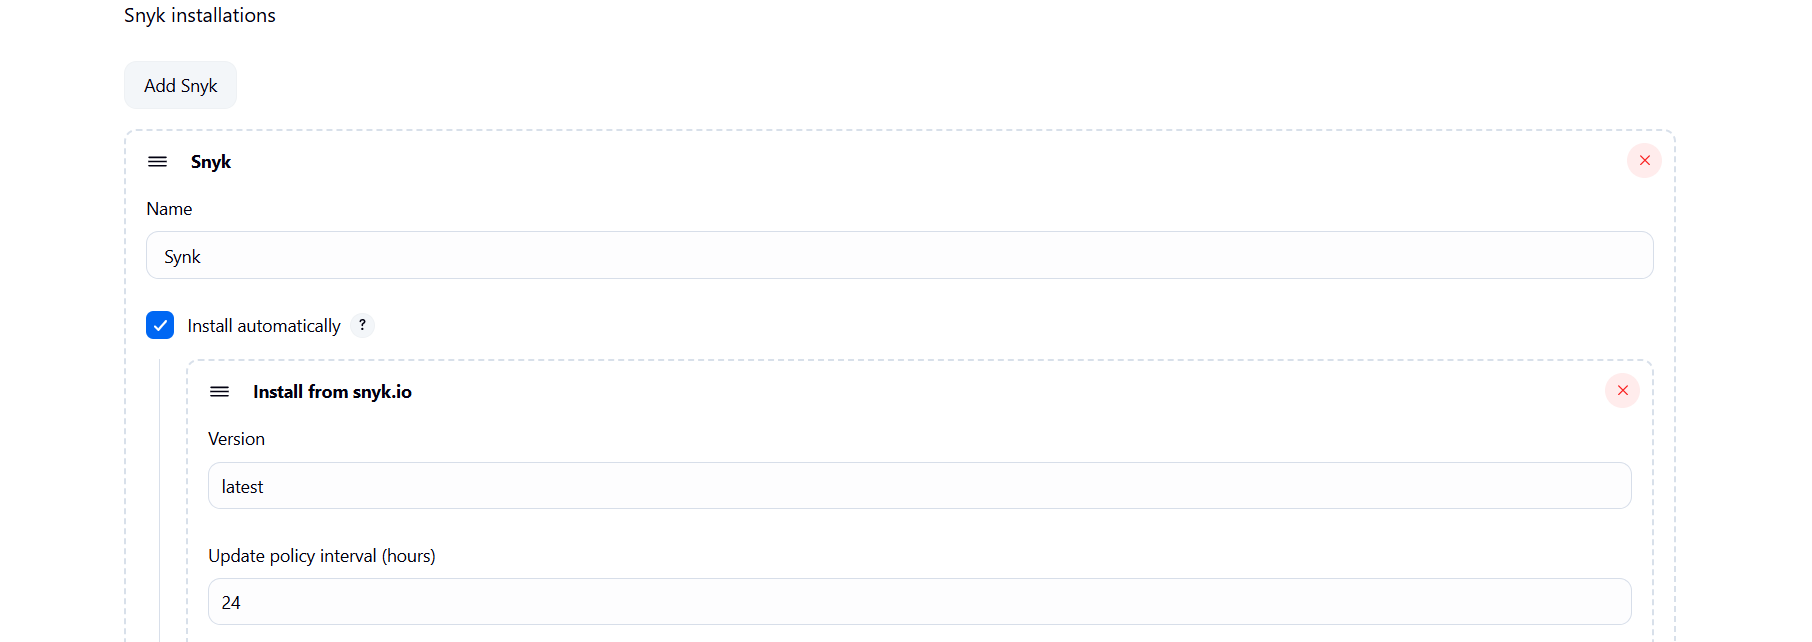 Snyk installations
Add Snyk
Snyk
Name
Synk
Install automatically ?
Install from snyk.io
Version
latest
Update policy interval (hours)
24